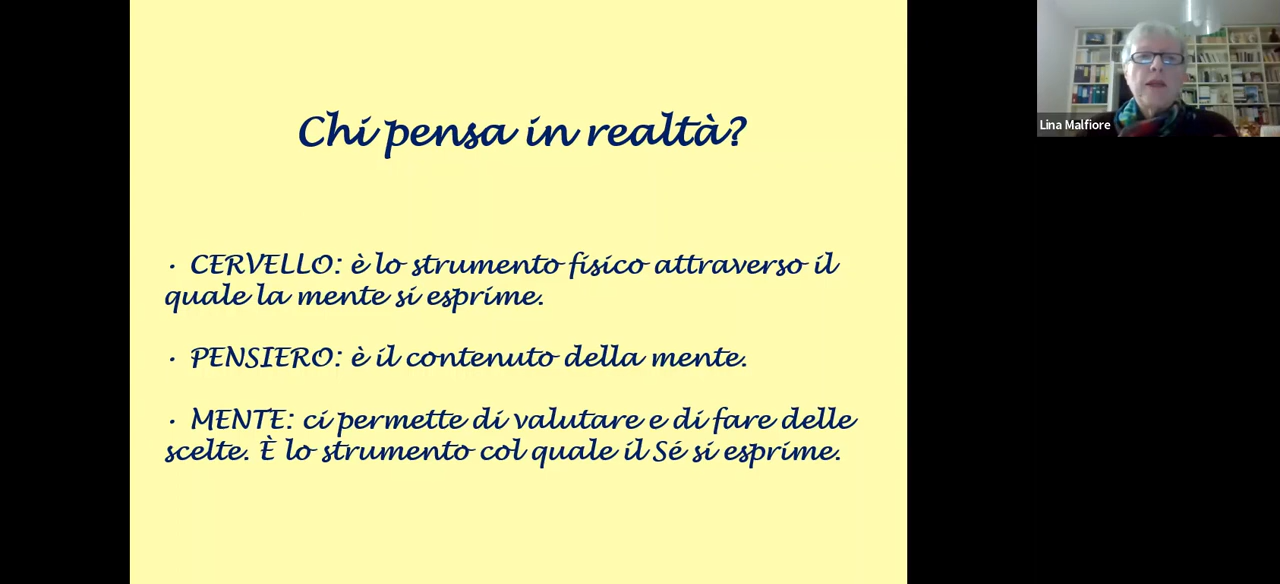 Chi pensa in realtà?
• CERVELLO: è lo strumento fisico attraverso il
quale la mente si esprime.
• PENSIERO: è il contenuto della mente.
• MENTE: ci permette di valutare e di fare delle
scelte. È lo strumento col quale il Sé si esprime.
Lina Malfiore